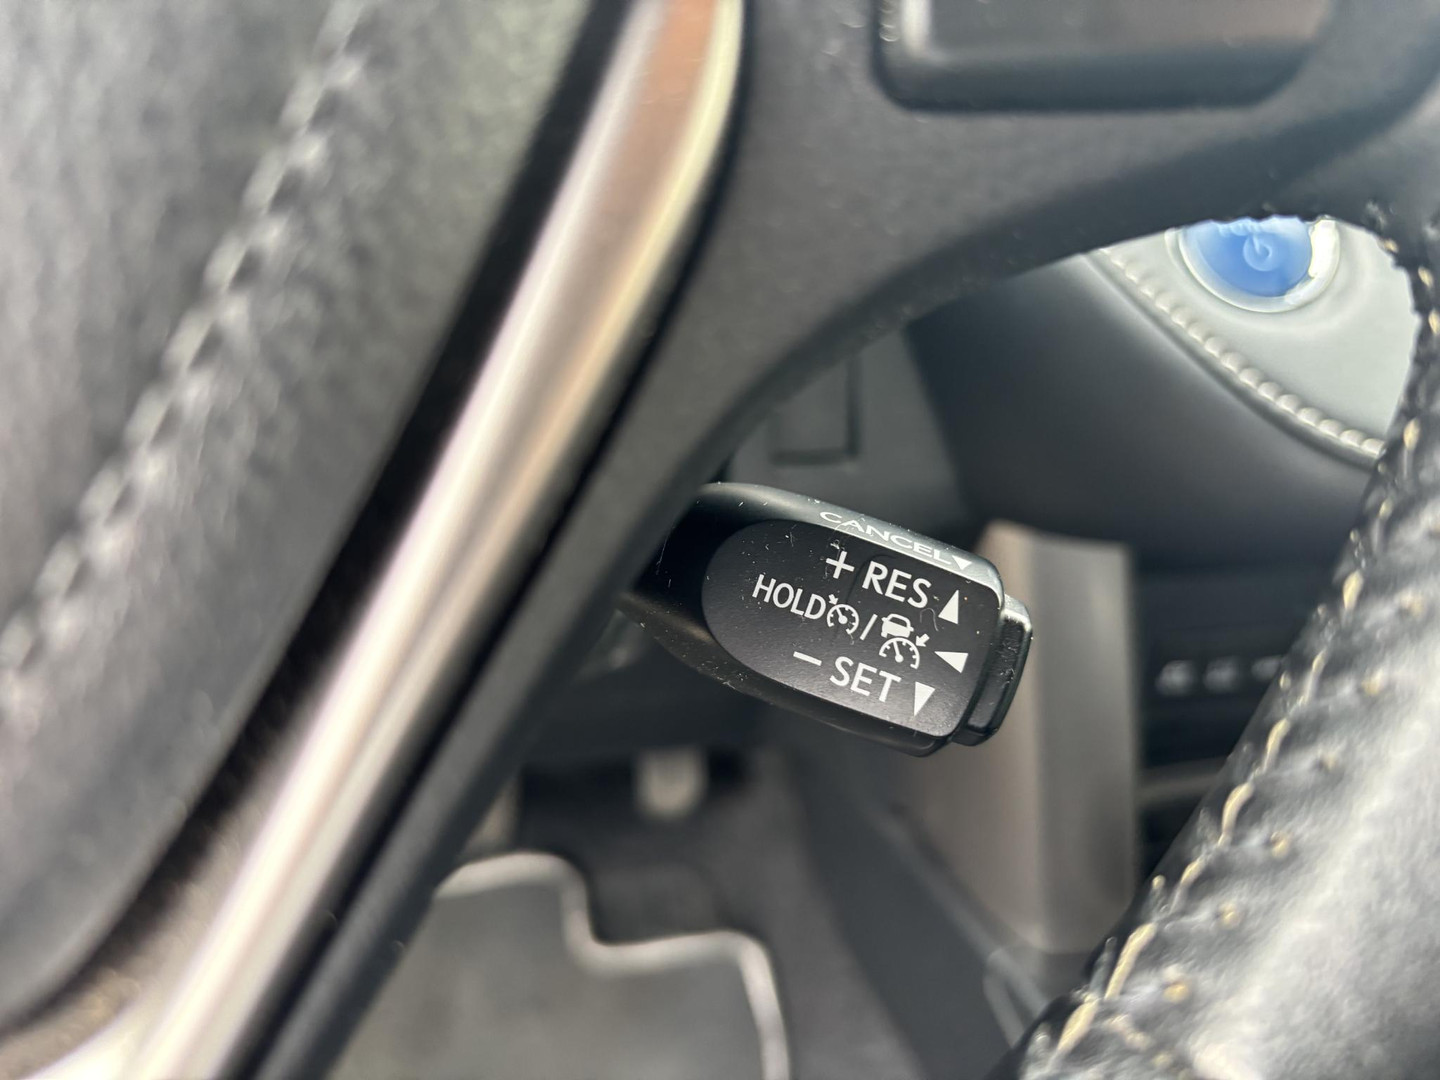 CANCEL▼
+ RES ▲
HOLD / ◀
− SET ▼